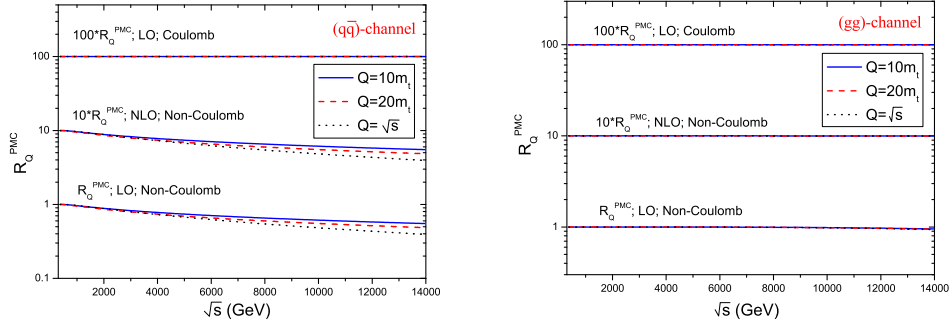 100*R_Q^PMC; LO; Coulomb
(qq̅)-channel
100
Q=10m_t
Q=20m_t
Q=√s
10*R_Q^PMC; NLO; Non-Coulomb
10
R_Q^PMC
R_Q^PMC; LO; Non-Coulomb
1
0.1
2000 4000 6000 8000 10000 12000 14000
√s (GeV)
100*R_Q^PMC; LO; Coulomb
(gg)-channel
100
Q=10m_t
Q=20m_t
Q=√s
10*R_Q^PMC; NLO; Non-Coulomb
10
R_Q^PMC
R_Q^PMC; LO; Non-Coulomb
1
2000 4000 6000 8000 10000 12000 14000
√s (GeV)